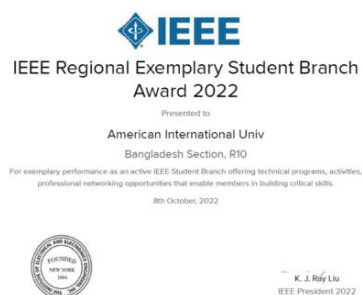 IEEE
IEEE Regional Exemplary Student Branch
Award 2022
Presented to
American International Univ
Bangladesh Section, R10
For exemplary performance as an active IEEE Student Branch offering technical programs, activities,
professional networking opportunities that enable members in building critical skills.
8th October, 2022
FOUNDED
NEW YORK
1884
K. J. Ray Liu
IEEE President 2022